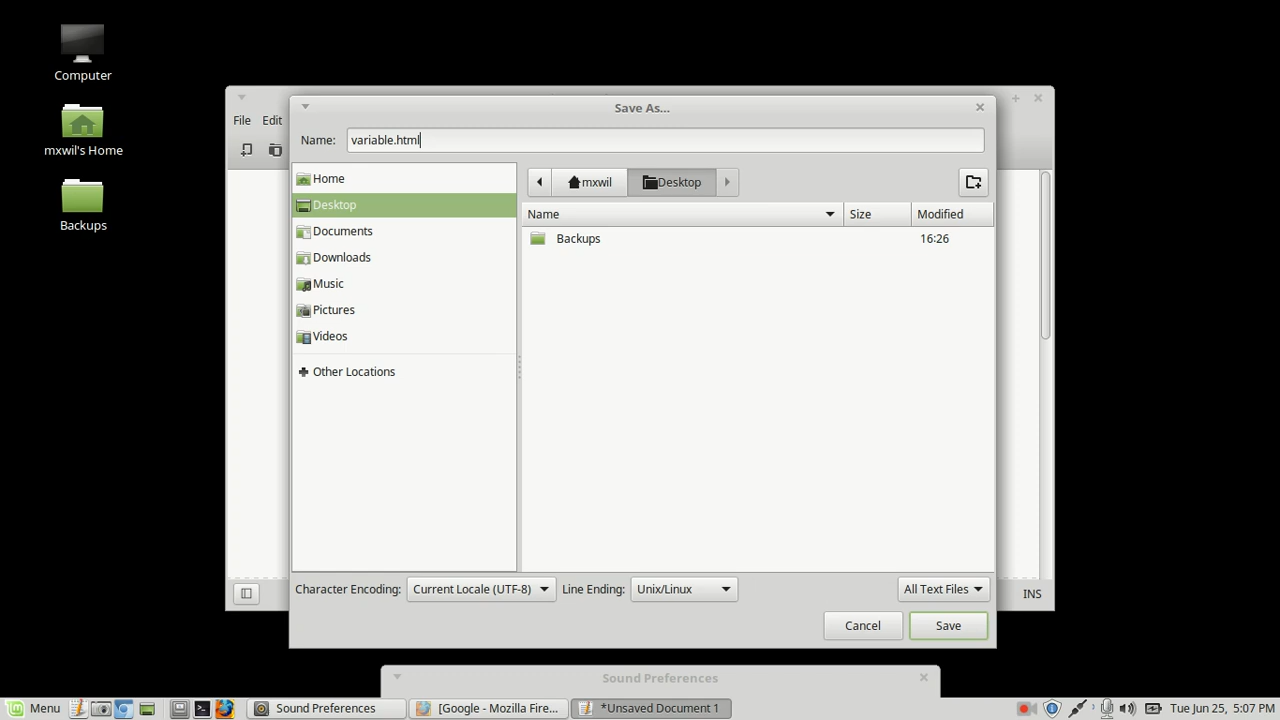 Computer
mxwil's Home
Backups
File Edit
Save As...
Name: variable.html
Home
Desktop
Documents
Downloads
Music
Pictures
Videos
Other Locations
mxwil Desktop
Name Size Modified
Backups 16:26
Character Encoding: Current Locale (UTF-8) Line Ending: Unix/Linux All Text Files
INS
Cancel Save
Sound Preferences
Menu Sound Preferences [Google - Mozilla Fire... *Unsaved Document 1 Tue Jun 25, 5:07 PM